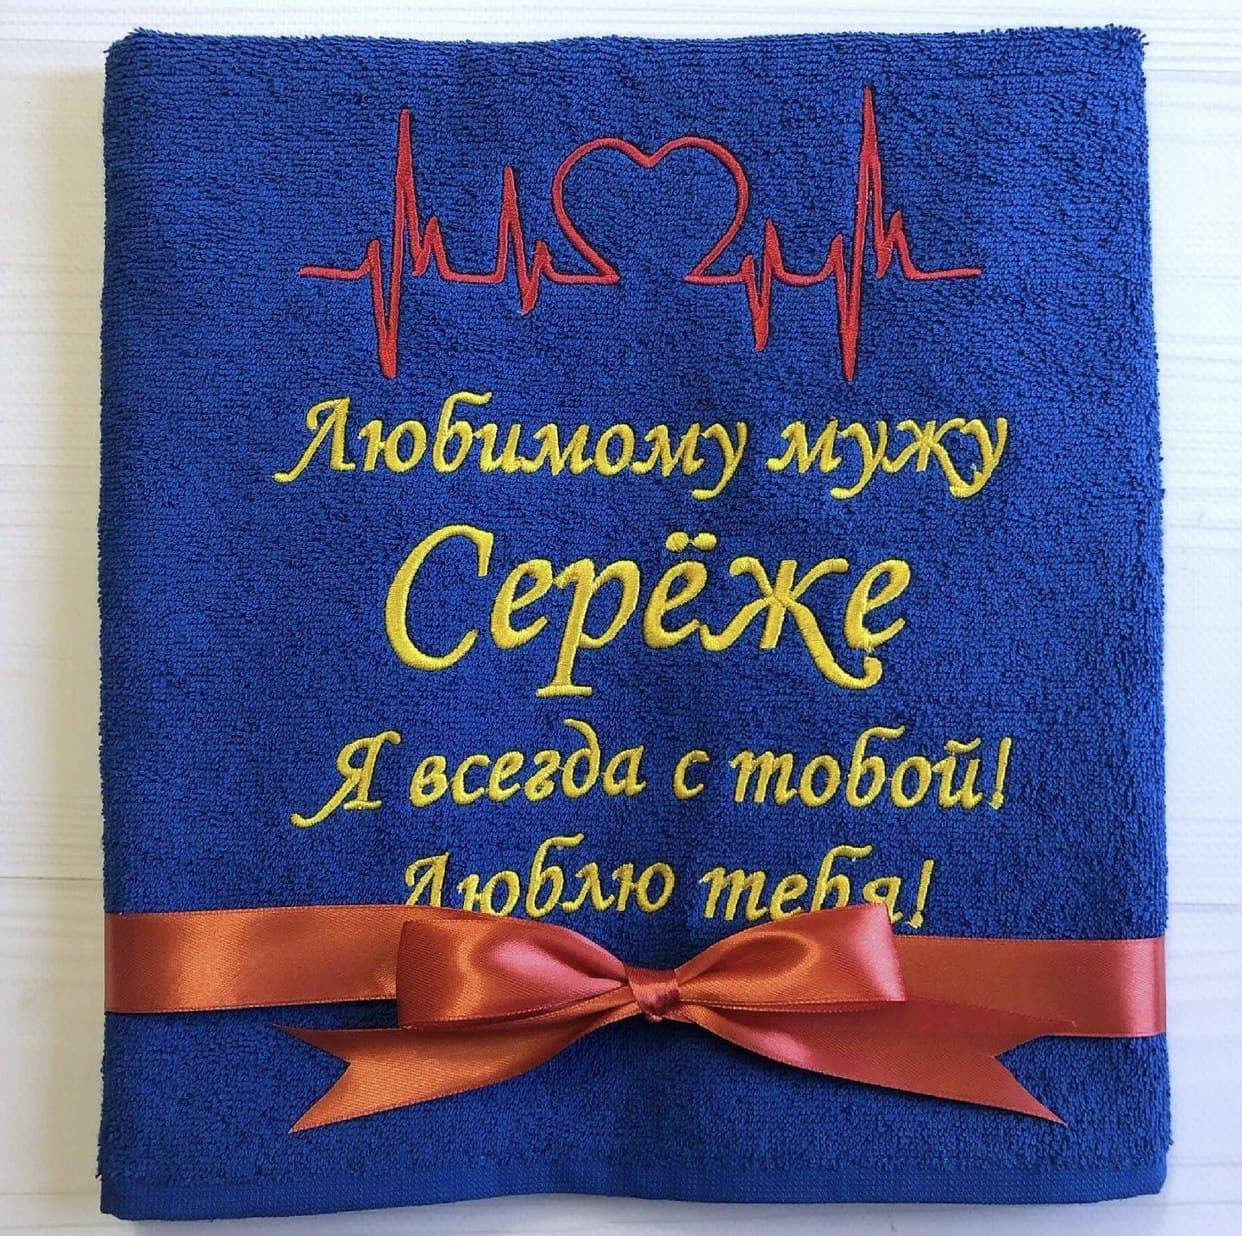 Любимому мужу
Серёже
Я всегда с тобой!
Люблю тебя!